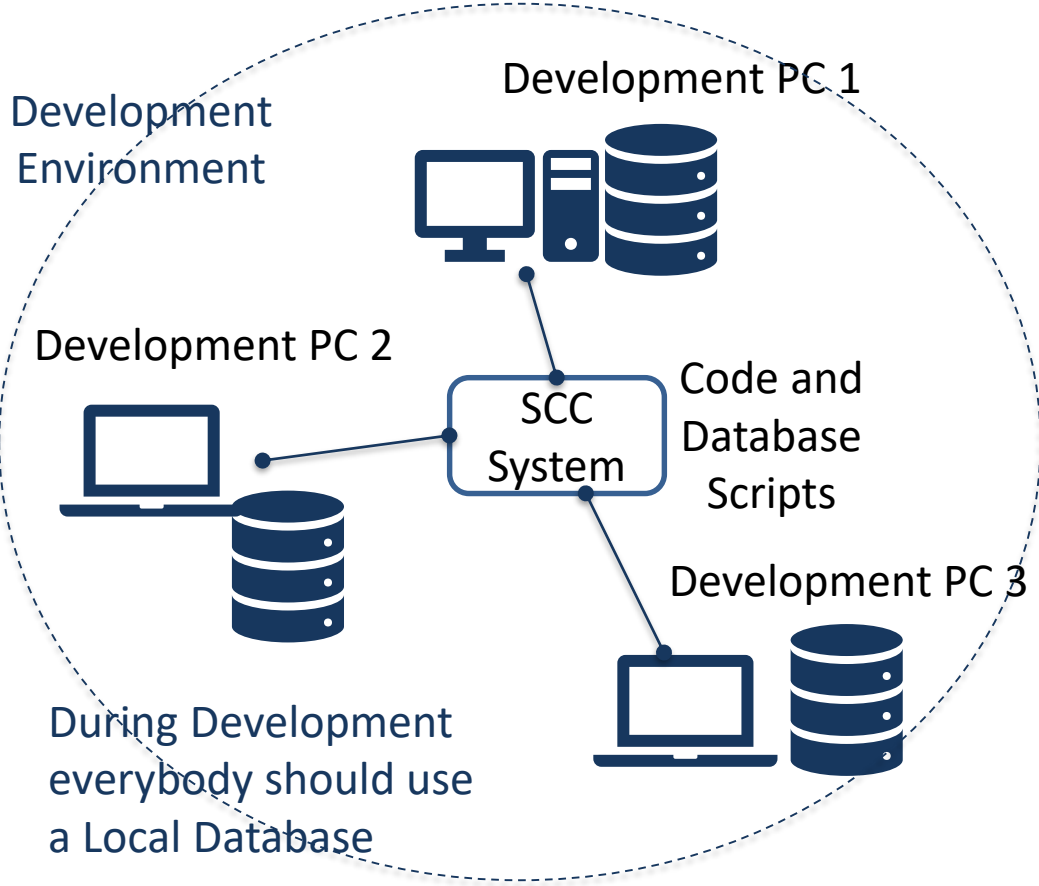 Development PC 1
Development
Environment
Development PC 2
SCC
System
Code and
Database
Scripts
Development PC 3
During Development
everybody should use
a Local Database